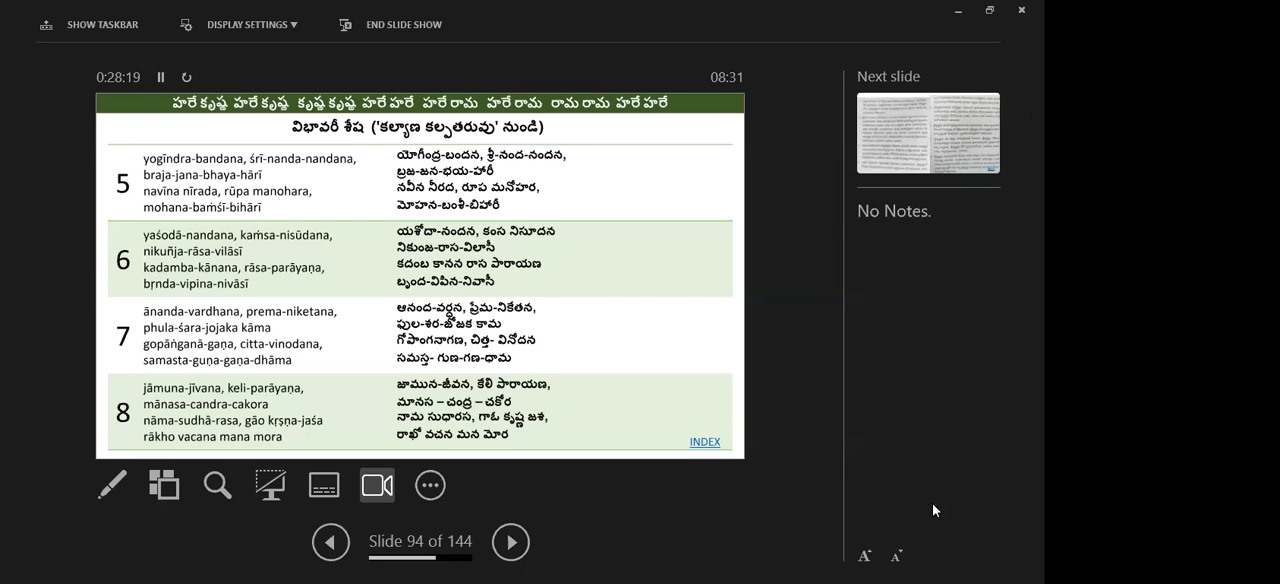 SHOW TASKBAR
DISPLAY SETTINGS ▼
END SLIDE SHOW
0:28:19
08:31
Next slide
హరే కృష్ణ హరే కృష్ణ కృష్ణ కృష్ణ హరే హరే హరే రామ హరే రామ రామ రామ హరే హరే
విభావరీ శేష ('కల్యాణ కల్పతరువు' నుండి)
5
yogīndra-bandana, śrī-nanda-nandana,
braja-jana-bhaya-hārī
navīna nīrada, rūpa manohara,
mohana-baṁśī-bihārī
యోగీంద్ర-బందన, శ్రీ-నంద-నందన,
బ్రజ-జన-భయ-హారీ
నవీన నీరద, రూప మనోహర,
మోహన-బంశీ-బిహారీ
6
yaśodā-nandana, kaṁsa-nisūdana,
nikuñja-rāsa-vilāsī
kadamba-kānana, rāsa-parāyaṇa,
bṛnda-vipina-nivāsī
యశోదా-నందన, కంస నిసూదన
నికుంజ-రాస-విలాసీ
కదంబ కానన రాస పారాయణ
బృంద-విపిన-నివాసీ
7
ānanda-vardhana, prema-niketana,
phula-śara-jojaka kāma
gopāṅganā-gaṇa, citta-vinodana,
samasta-guṇa-gaṇa-dhāma
ఆనంద-వర్ధన, ప్రేమ-నికేతన,
ఫుల-శర-జోజక కామ
గోపాంగనాగణ, చిత్త- వినోదన
సమస్త- గుణ-గణ-ధామ
8
jāmuna-jīvana, keli-parāyaṇa,
mānasa-candra-cakora
nāma-sudhā-rasa, gāo kṛṣṇa-jaśa
rākho vacana mana mora
జామున-జీవన, కేలీ పారాయణ,
మానస – చంద్ర – చకోర
నామ సుధారస, గాఓ కృష్ణ జశ,
రాఖో వచన మన మోర
INDEX
No Notes.
Slide 94 of 144